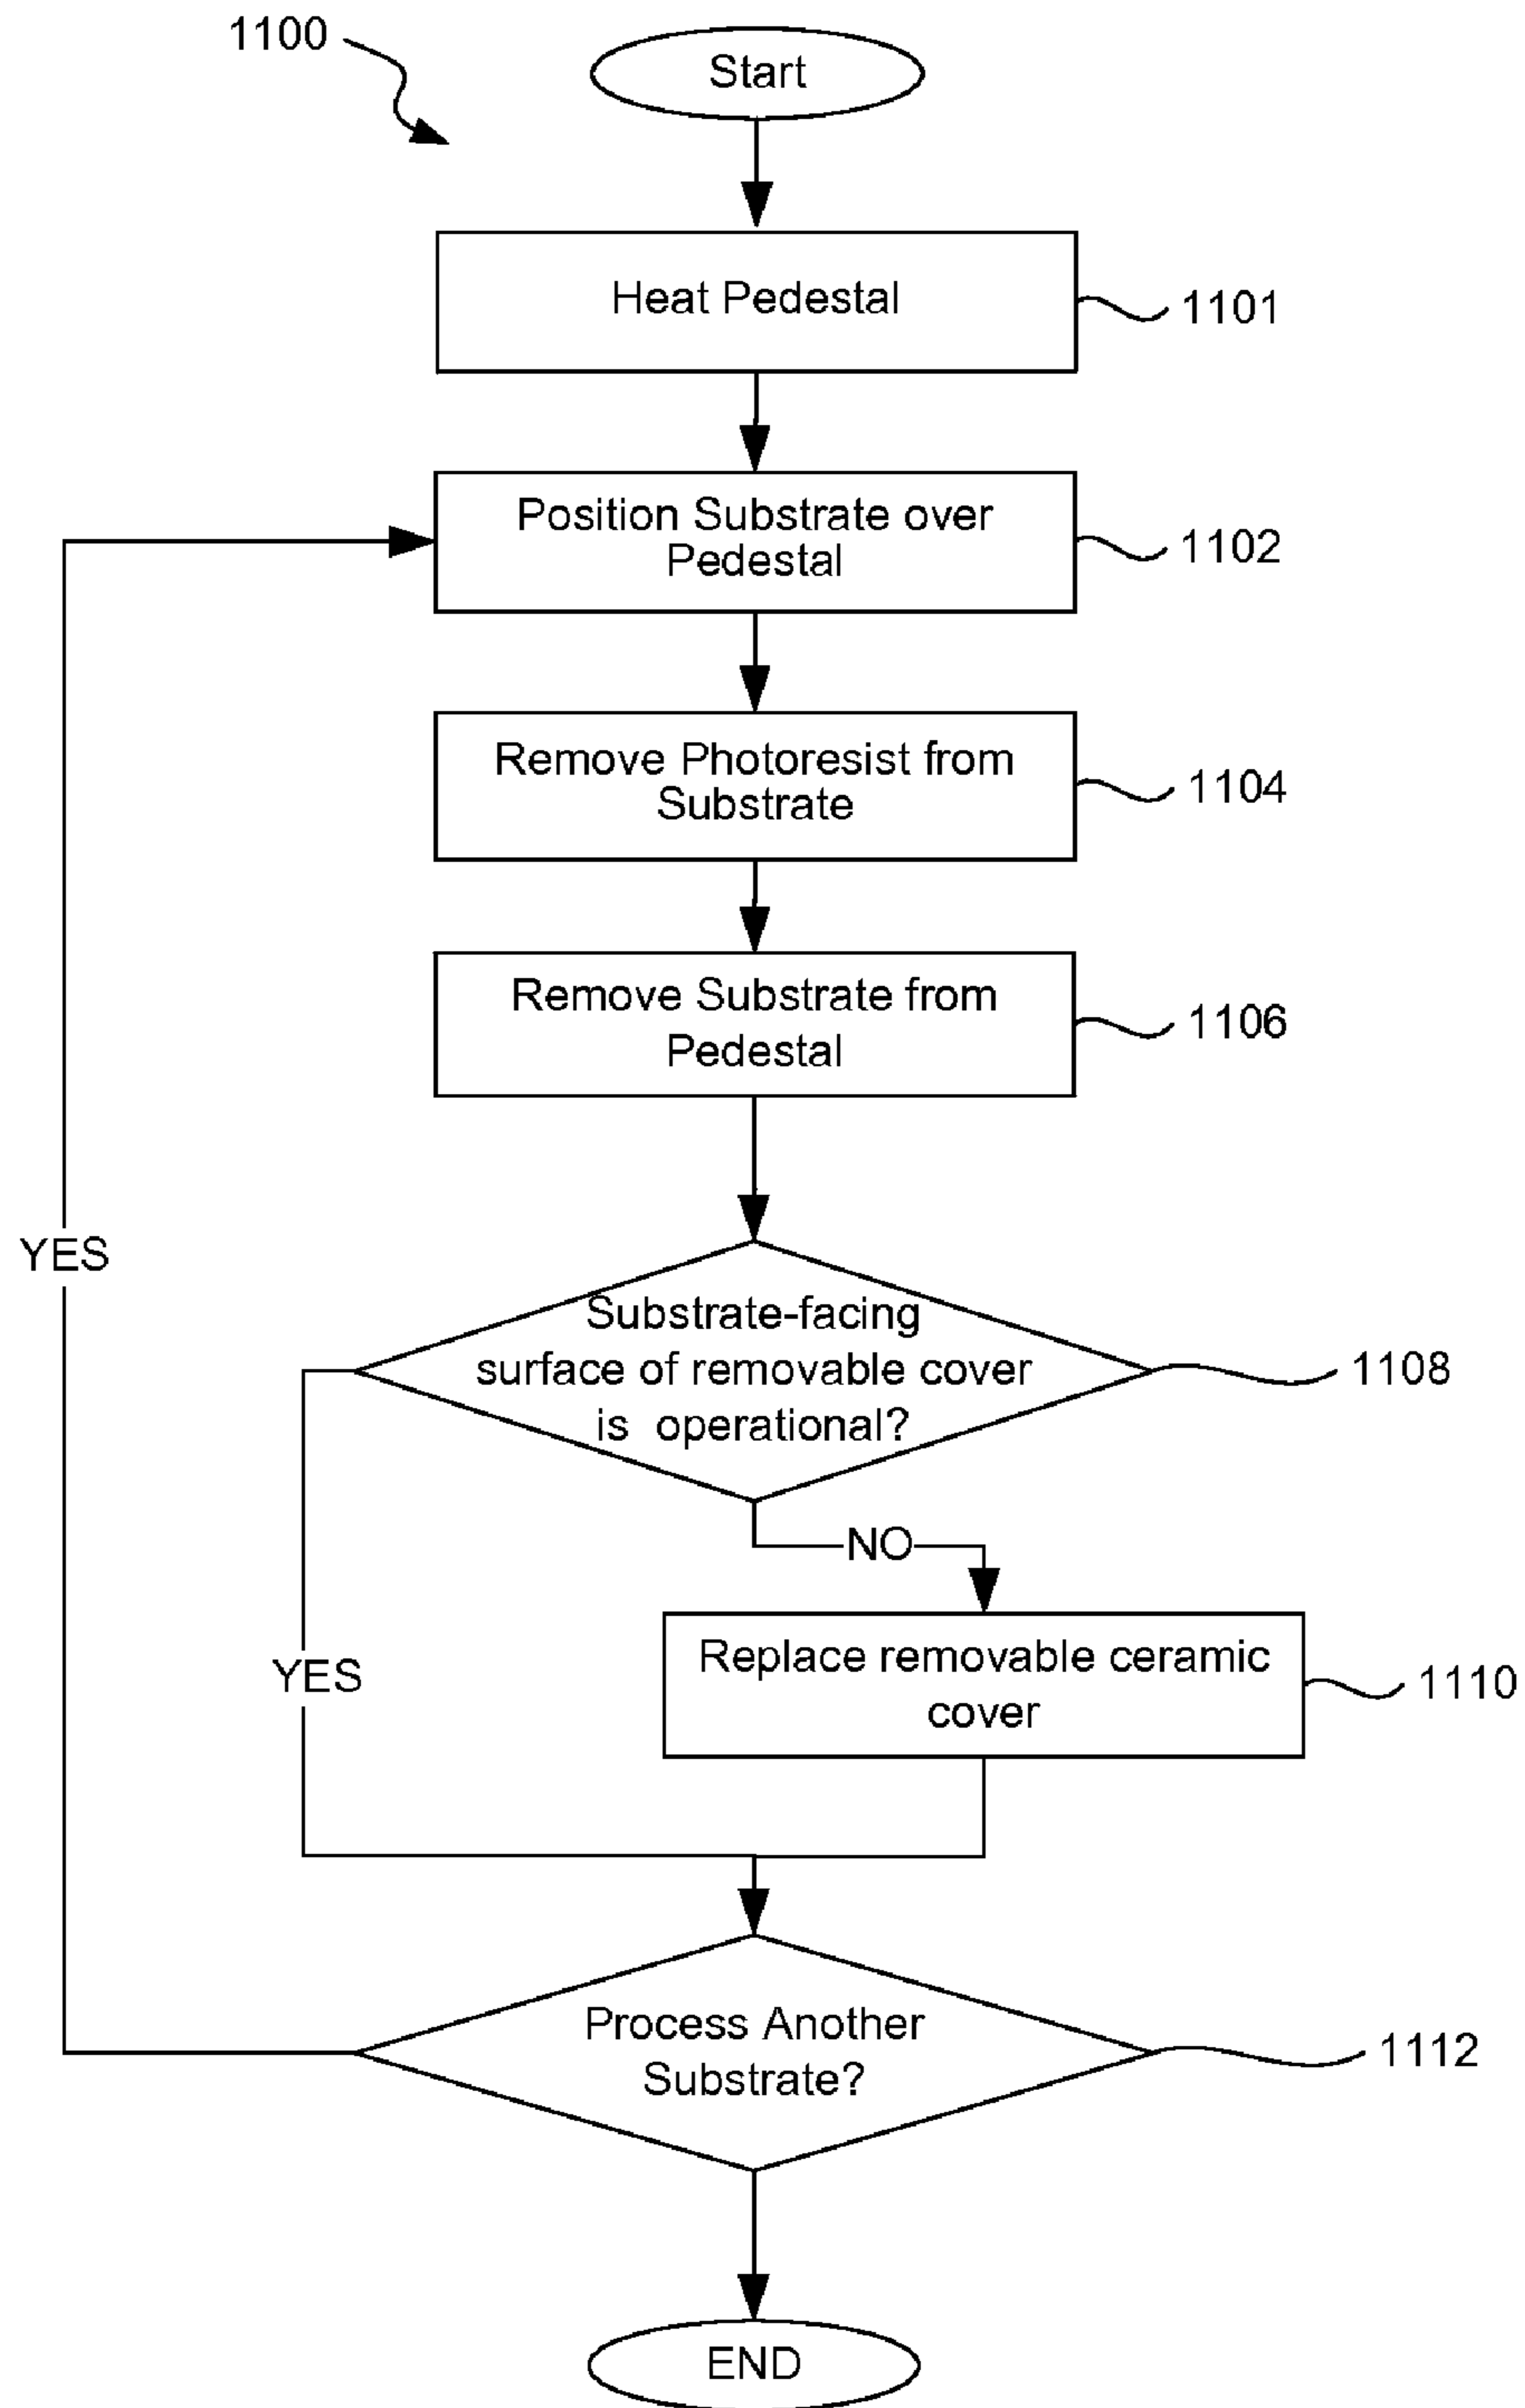 1100
Start
Heat Pedestal
1101
Position Substrate over
Pedestal
1102
Remove Photoresist from
Substrate
1104
Remove Substrate from
Pedestal
1106
YES
Substrate-facing
surface of removable cover
is operational?
1108
NO
YES
Replace removable ceramic
cover
1110
Process Another
Substrate?
1112
END